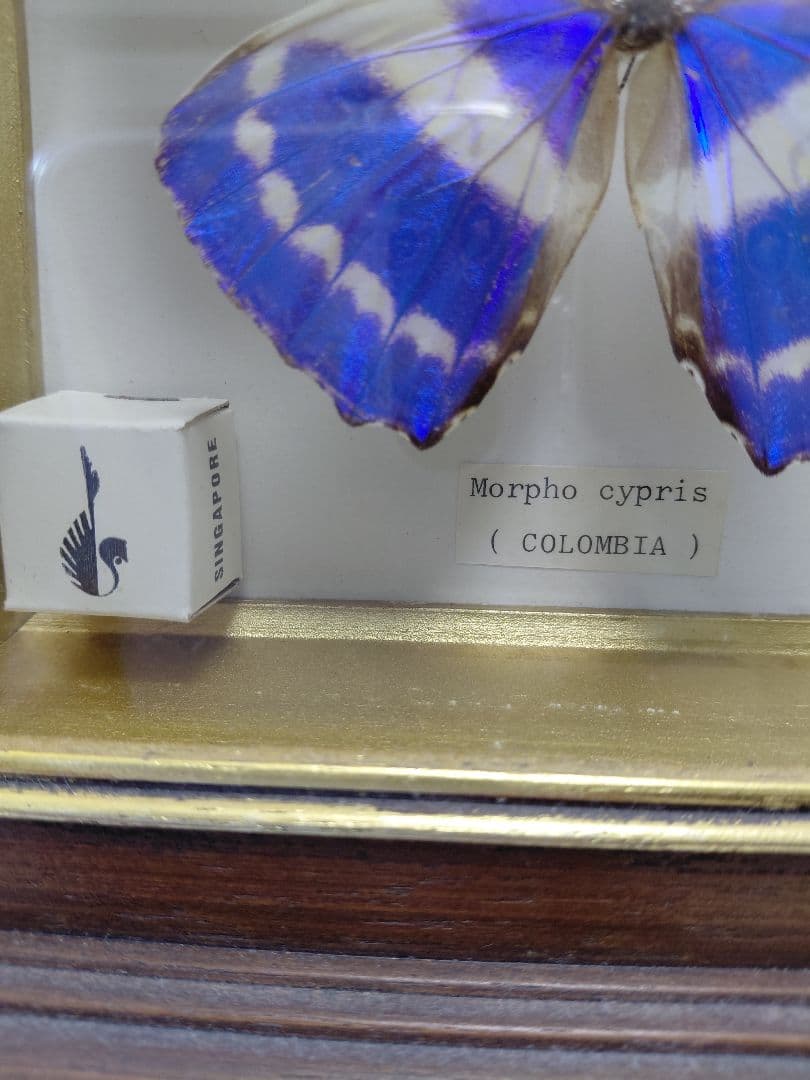 SINGAPORE
Morpho cypris
( COLOMBIA )